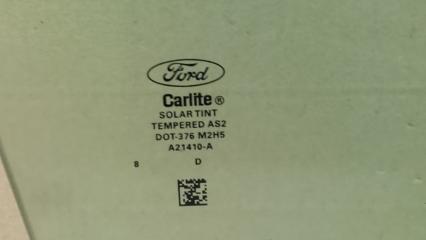 Ford
Carlite®
SOLAR TINT
TEMPERED AS2
DOT-376 M2H5
A21410-A
8 D